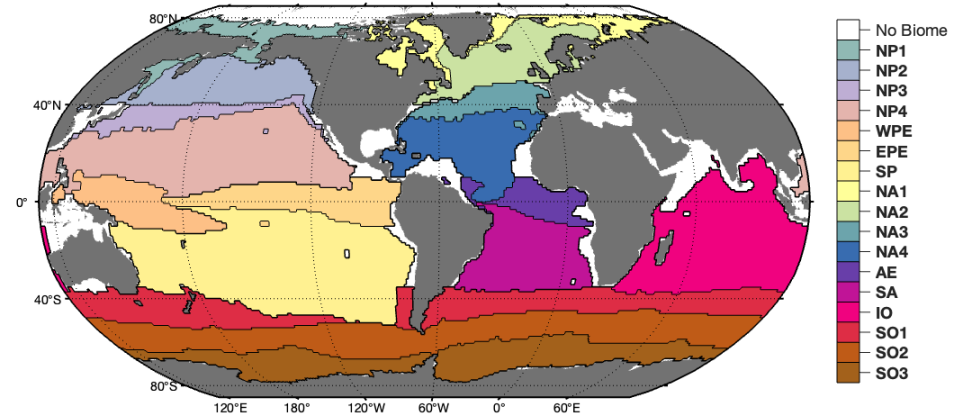 80°N
40°N
0°
40°S
80°S
120°E 180° 120°W 60°W 0° 60°E
No Biome
NP1
NP2
NP3
NP4
WPE
EPE
SP
NA1
NA2
NA3
NA4
AE
SA
IO
SO1
SO2
SO3